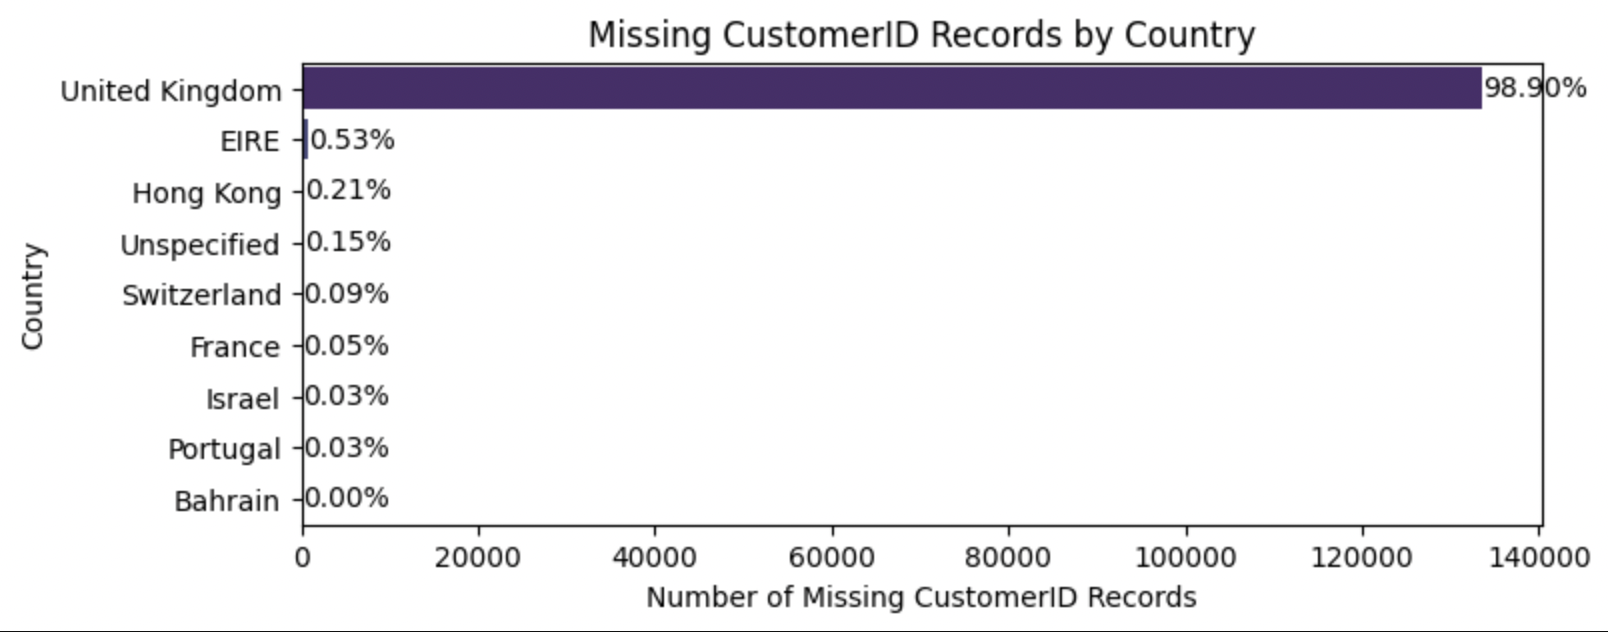 Missing CustomerID Records by Country
United Kingdom 98.90%
EIRE 0.53%
Hong Kong 0.21%
Unspecified 0.15%
Switzerland 0.09%
France 0.05%
Israel 0.03%
Portugal 0.03%
Bahrain 0.00%
Country
0 20000 40000 60000 80000 100000 120000 140000
Number of Missing CustomerID Records